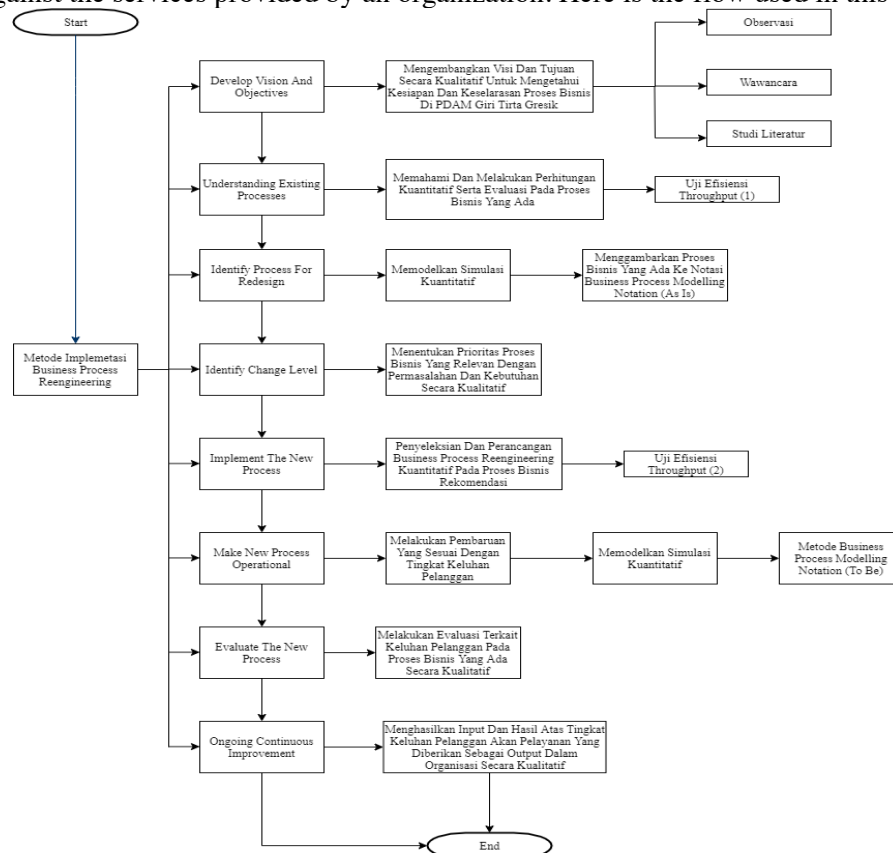 gainst the services provided by an organization. Here is the flow used in this
Start
Observasi
Develop Vision And
Objectives
Mengembangkan Visi Dan Tujuan
Secara Kualitatif Untuk Mengetahui
Kesiapan Dan Keselarasan Proses Bisnis
Di PDAM Giri Tirta Gresik
Wawancara
Studi Literatur
Understanding Existing
Processes
Memahami Dan Melakukan Perhitungan
Kuantitatif Serta Evaluasi Pada Proses
Bisnis Yang Ada
Uji Efisiensi
Throughput (1)
Identify Process For
Redesign
Memodelkan Simulasi
Kuantitatif
Menggambarkan Proses
Bisnis Yang Ada Ke Notasi
Business Process Modelling
Notation (As Is)
Metode Implemetasi
Business Process
Reengineering
Identify Change Level
Menentukan Prioritas Proses
Bisnis Yang Relevan Dengan
Permasalahan Dan Kebutuhan
Secara Kualitatif
Implement The New
Process
Penyeleksian Dan Perancangan
Business Process Reengineering
Kuantitatif Pada Proses Bisnis
Rekomendasi
Uji Efisiensi
Throughput (2)
Make New Process
Operational
Melakukan Pembaruan
Yang Sesuai Dengan
Tingkat Keluhan
Pelanggan
Memodelkan Simulasi
Kuantitatif
Metode Business
Process Modelling
Notation (To Be)
Evaluate The New
Process
Melakukan Evaluasi Terkait
Keluhan Pelanggan Pada
Proses Bisnis Yang Ada
Secara Kualitatif
Ongoing Continuous
Improvement
Menghasilkan Input Dan Hasil Atas Tingkat
Keluhan Pelanggan Akan Pelayanan Yang
Diberikan Sebagai Output Dalam
Organisasi Secara Kualitatif
End